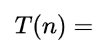 T(n) =